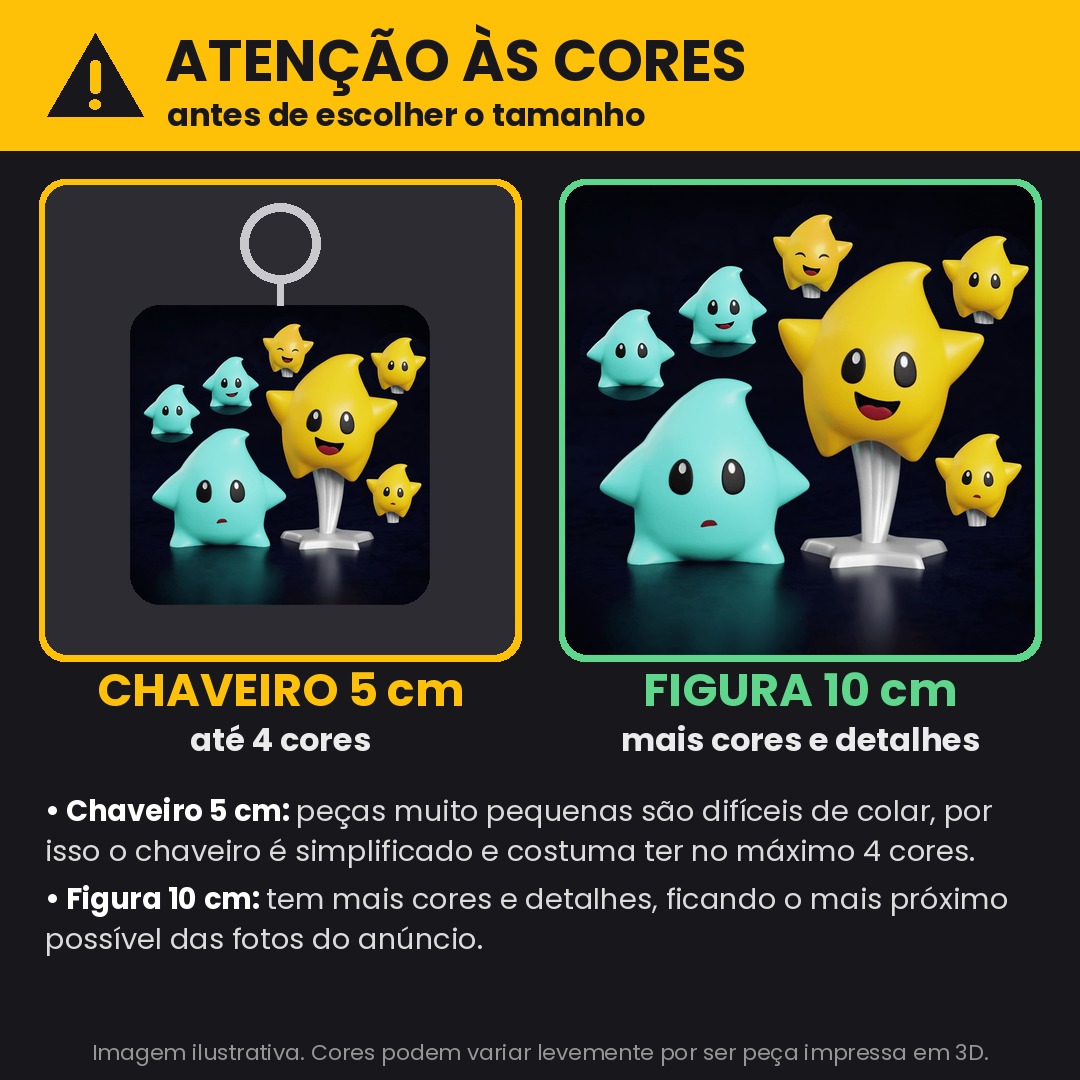 ATENÇÃO ÀS CORES
antes de escolher o tamanho
CHAVEIRO 5 cm
até 4 cores
FIGURA 10 cm
mais cores e detalhes
• Chaveiro 5 cm: peças muito pequenas são difíceis de colar, por
isso o chaveiro é simplificado e costuma ter no máximo 4 cores.
• Figura 10 cm: tem mais cores e detalhes, ficando o mais próximo
possível das fotos do anúncio.
Imagem ilustrativa. Cores podem variar levemente por ser peça impressa em 3D.